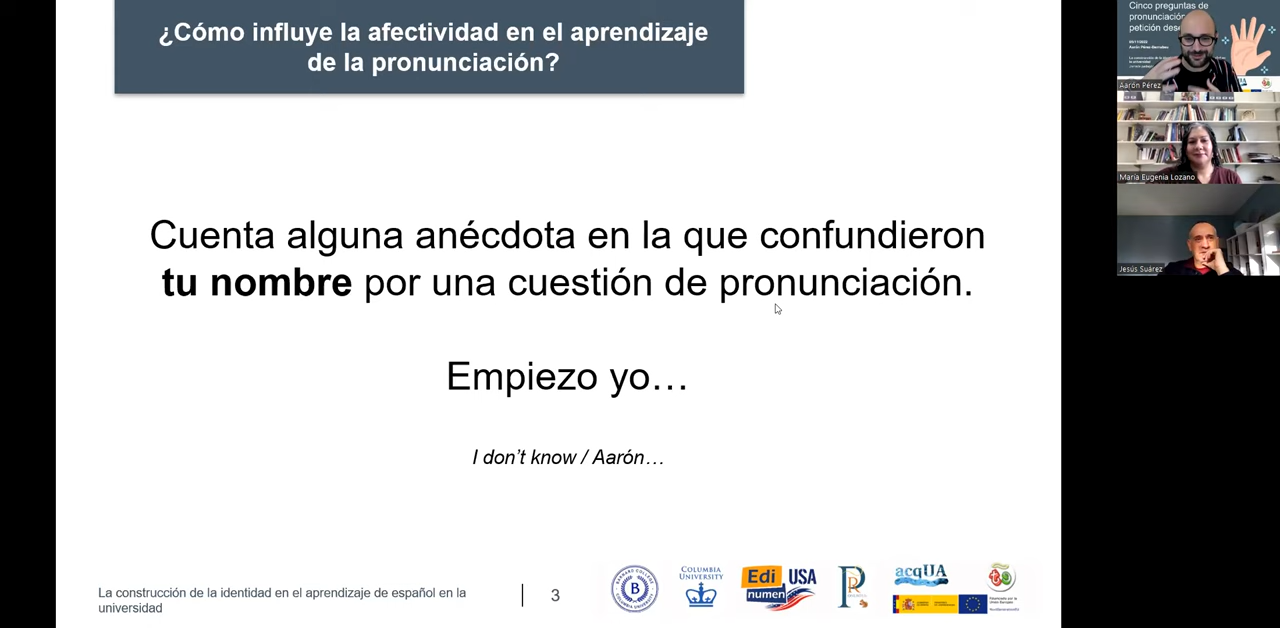 ¿Cómo influye la afectividad en el aprendizaje
de la pronunciación?
Cuenta alguna anécdota en la que confundieron
tu nombre por una cuestión de pronunciación.
Empiezo yo…
I don't know / Aarón…
La construcción de la identidad en el aprendizaje de español en la
universidad
3
B
COLUMBIA
UNIVERSITY
Edi
numen
USA
acqUA
Cinco preguntas de
pronunciación
petición des
Aarón Pérez
María Eugenia Lozano
Jesús Suárez